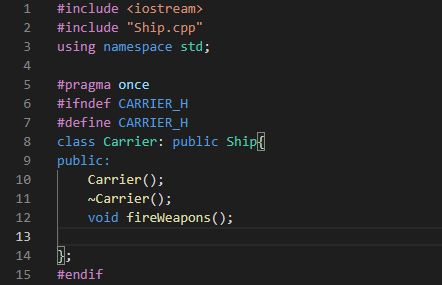 1 #include <iostream>
2 #include "Ship.cpp"
3 using namespace std;
4
5 #pragma once
6 #ifndef CARRIER_H
7 #define CARRIER_H
8 class Carrier: public Ship{
9 public:
10     Carrier();
11     ~Carrier();
12     void fireWeapons();
13
14 };
15 #endif